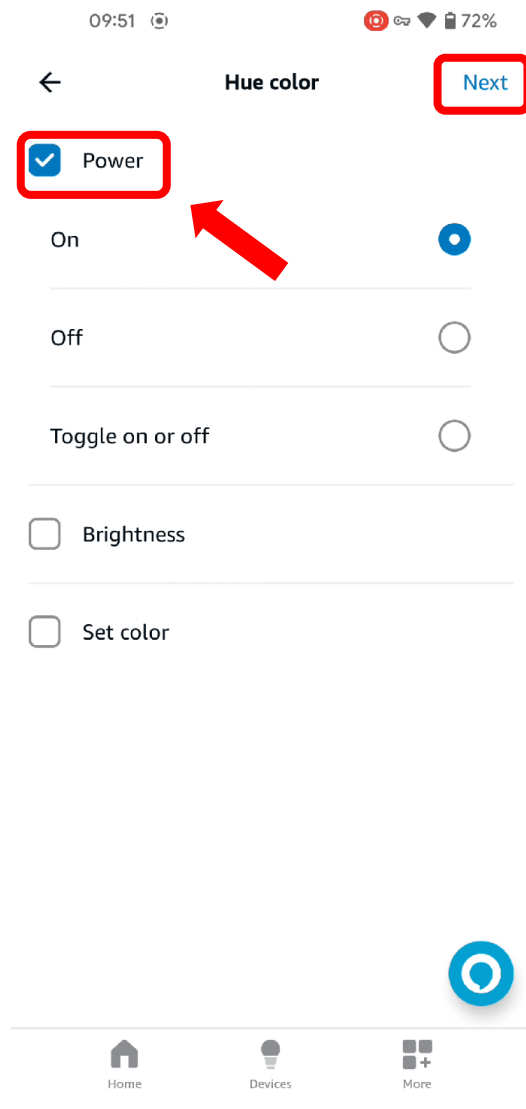 09:51 72%
Hue color Next
Power
On
Off
Toggle on or off
Brightness
Set color
Home Devices More